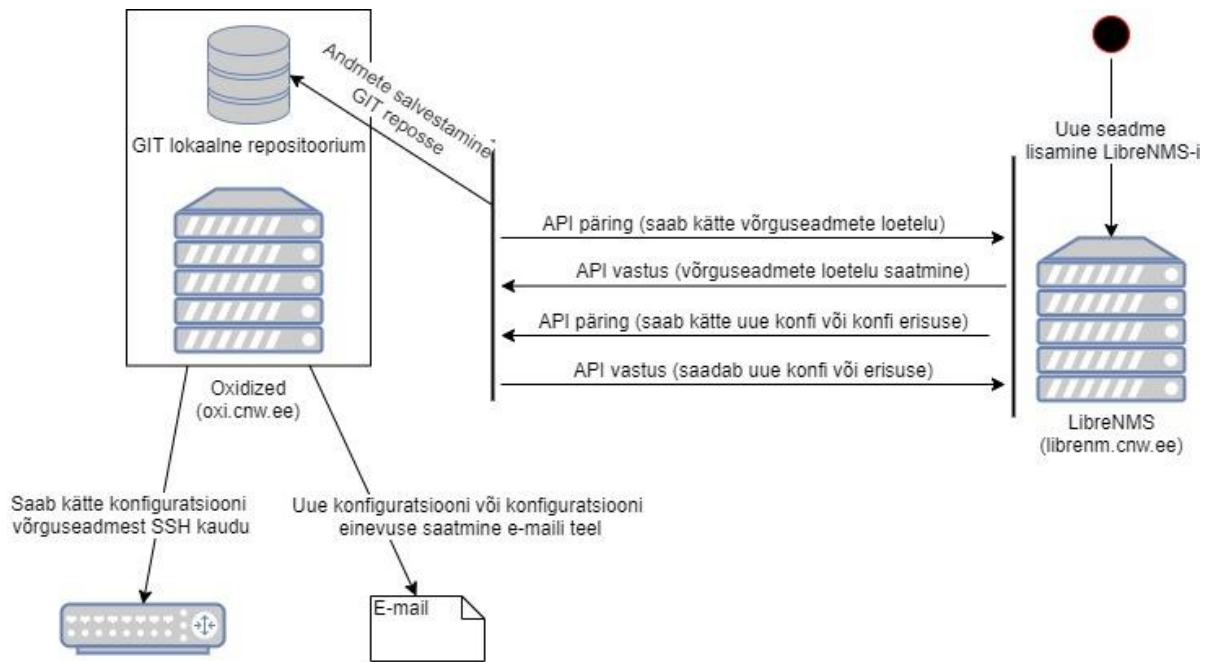 Andmete salvestamine
GIT reposse
GIT lokaalne repositoorium
Uue seadme
lisamine LibreNMS-i
API päring (saab kätte võrguseadmete loetelu)
API vastus (võrguseadmete loetelu saatmine)
API päring (saab kätte uue konfi või konfi erisuse)
API vastus (saadab uue konfi või erisuse)
Oxidized
(oxi.cnw.ee)
LibreNMS
(librenm.cnw.ee)
Saab kätte konfiguratsiooni
võrguseadmest SSH kaudu
Uue konfiguratsiooni või konfiguratsiooni
einevuse saatmine e-maili teel
E-mail